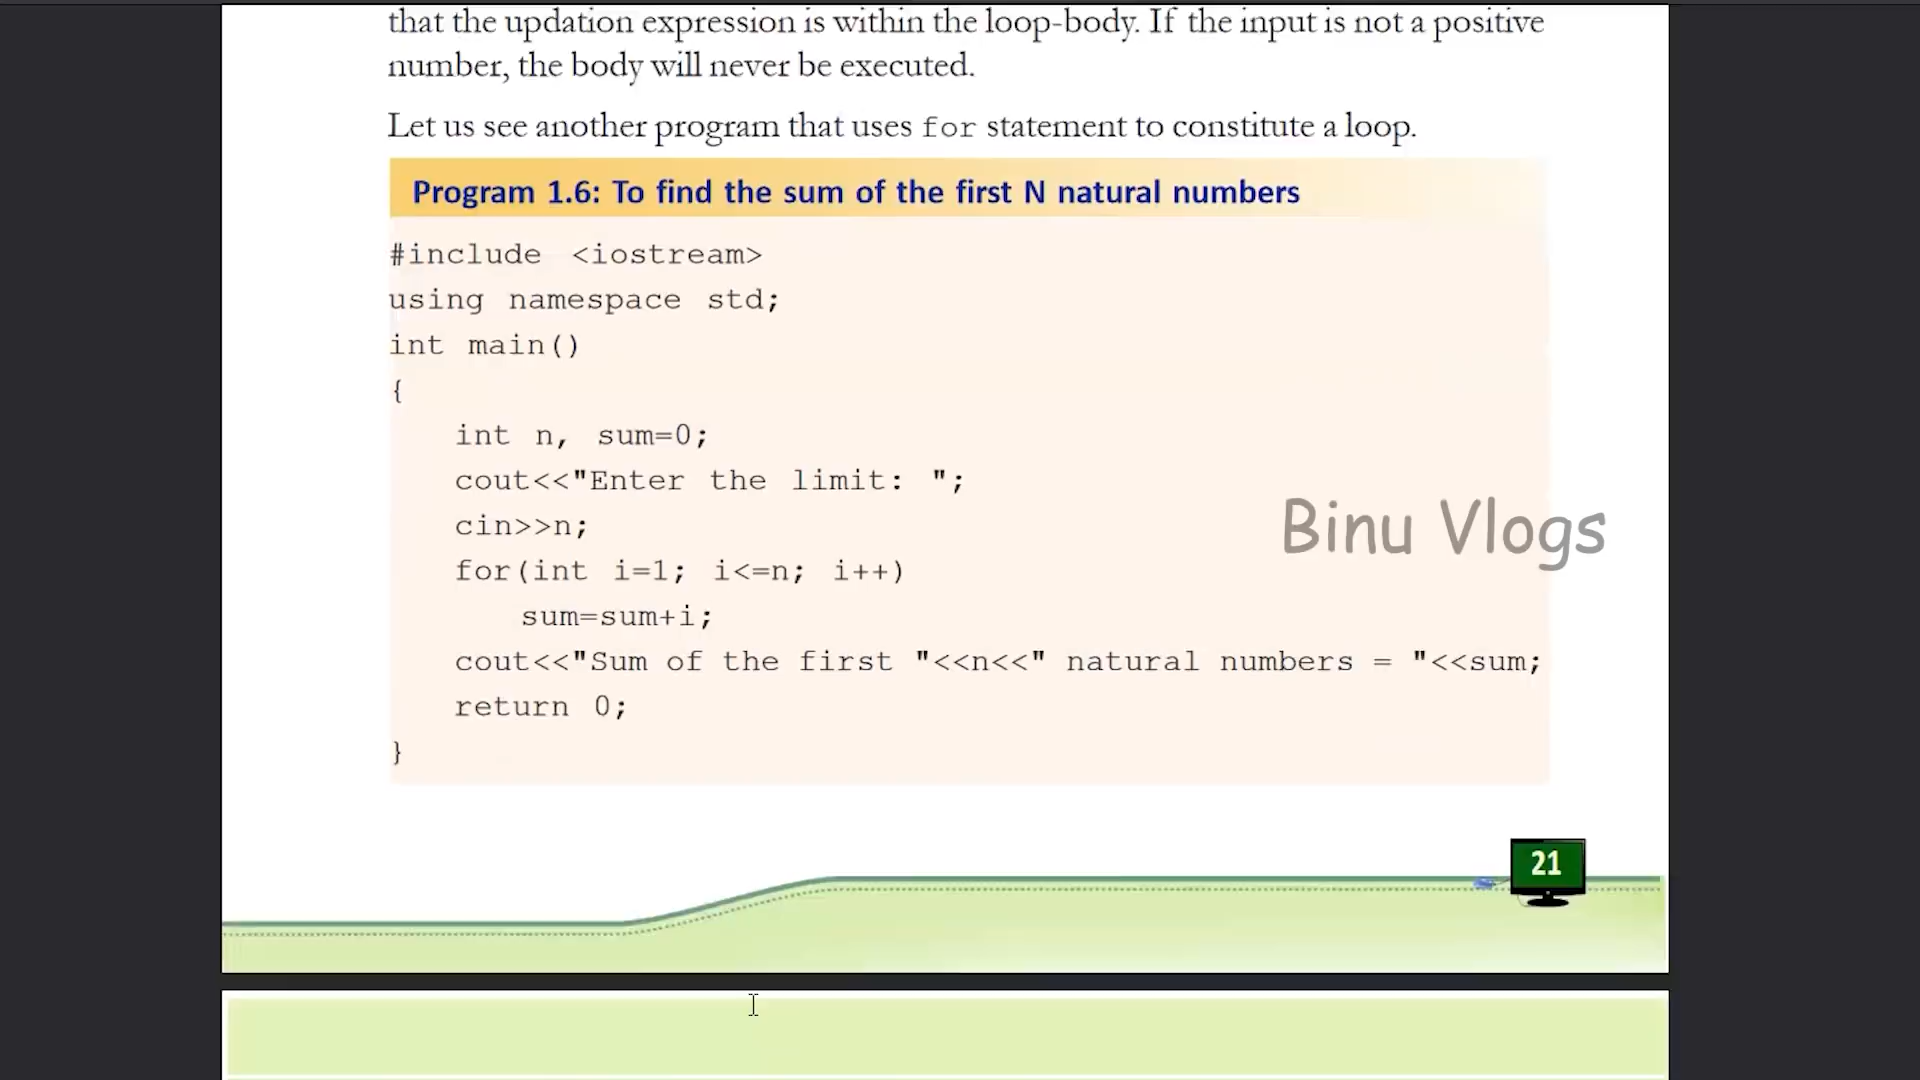 that the updation expression is within the loop-body. If the input is not a positive
number, the body will never be executed.
Let us see another program that uses for statement to constitute a loop.
Program 1.6: To find the sum of the first N natural numbers
#include <iostream>
using namespace std;
int main()
{
int n, sum=0;
cout<<"Enter the limit: ";
cin>>n;
for(int i=1; i<=n; i++)
sum=sum+i;
cout<<"Sum of the first "<<n<<" natural numbers = "<<sum;
return 0;
}
Binu Vlogs
21